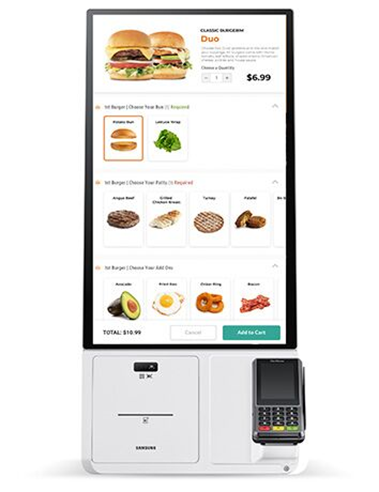 CLASSIC BURGERIM
Duo
Choose a Quantity
1
$6.99
1st Burger | Choose Your Bun (1) Required
Potato Bun
Lettuce Wrap
1st Burger | Choose Your Patty (1) Required
Angus Beef
Grilled Chicken Breast
Turkey
Falafel
1st Burger | Choose Your Add Ons
Avocado
Fried Egg
Onion Ring
Bacon
TOTAL: $10.99
Cancel
Add to Cart
SAMSUNG